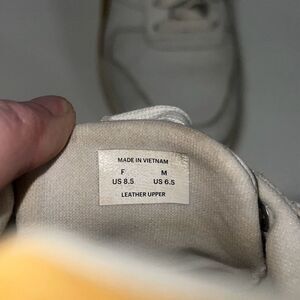 MADE IN VIETNAM
F M
US 8.5 US 6.5
LEATHER UPPER